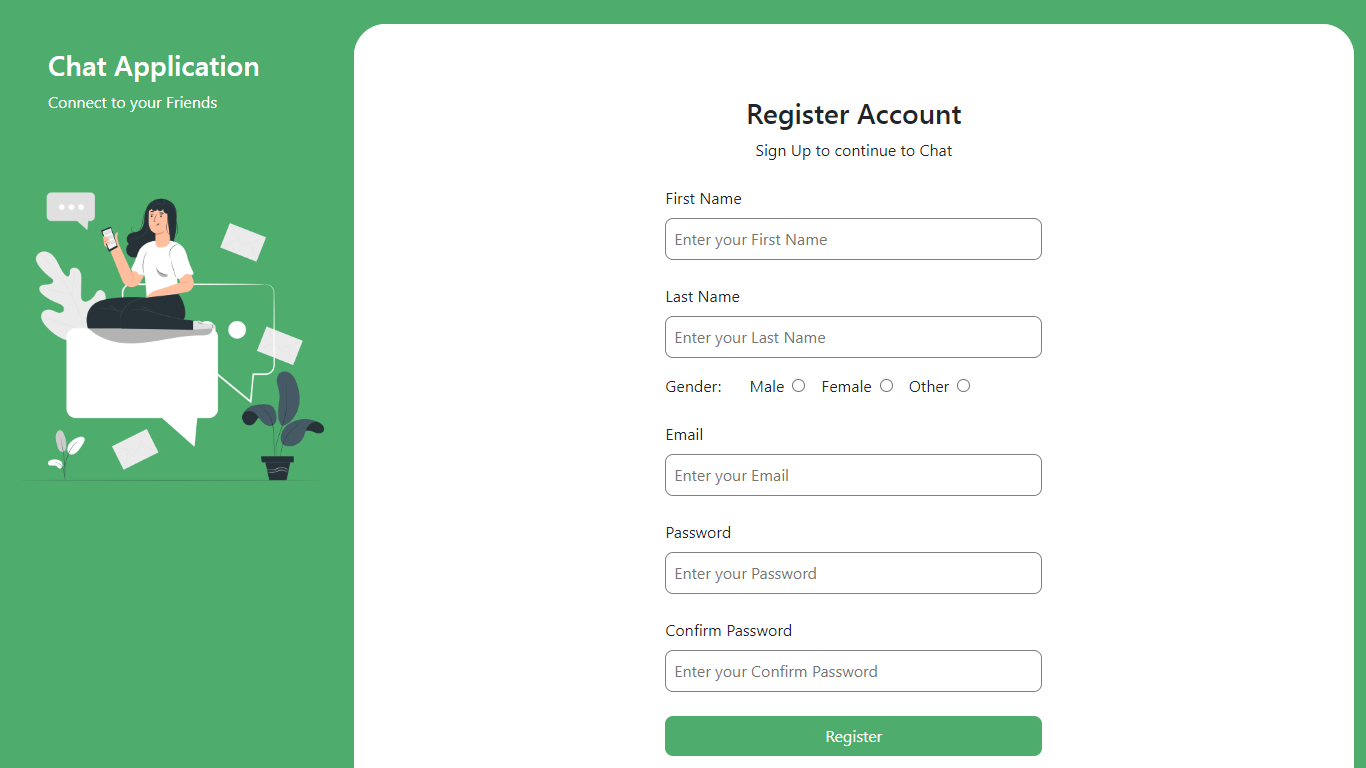 Chat Application
Connect to your Friends
Register Account
Sign Up to continue to Chat
First Name
Enter your First Name
Last Name
Enter your Last Name
Gender: Male Female Other
Email
Enter your Email
Password
Enter your Password
Confirm Password
Enter your Confirm Password
Register